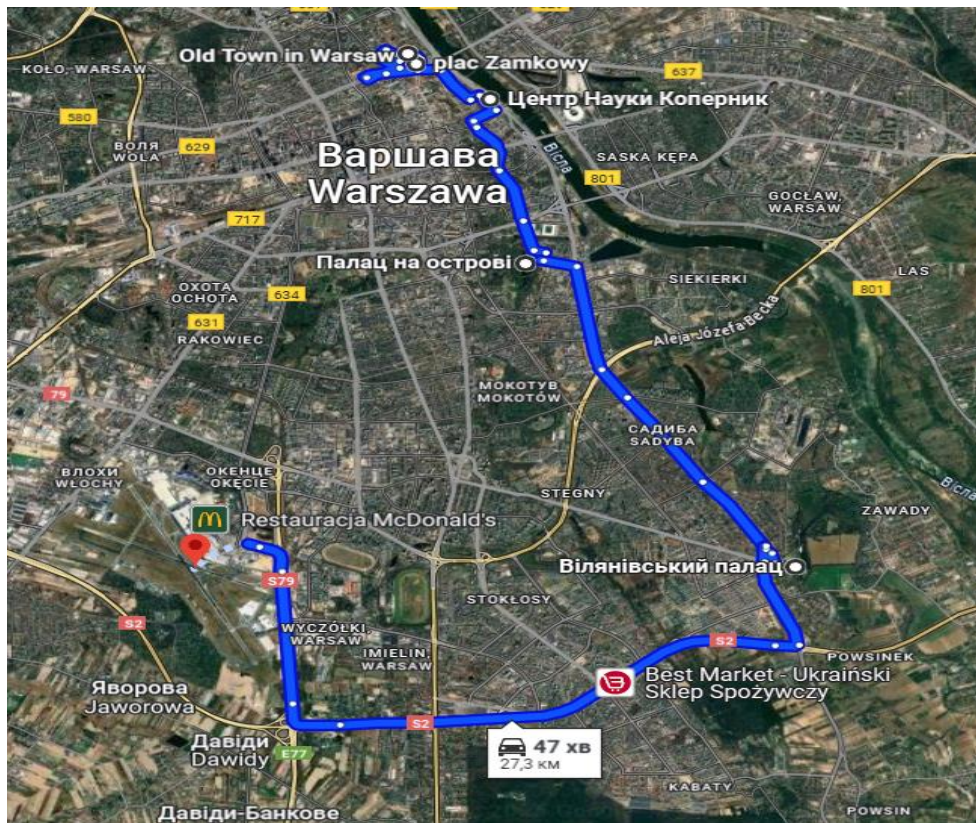 KOŁO, WARSAW
Old Town in Warsaw
plac Zamkowy
637
580
Центр Науки Коперник
ВОЛЯ
WOLA
629
Варшава
Warszawa
Вісла
SASKA KĘPA
801
GOCŁAW,
WARSAW
717
Палац на острові
ОХОТА
OCHOTA
634
SIEKIERKI
LAS
801
631
RAKOWIEC
Aleja Józefa Becka
79
МОКОТУВ
MOKOTÓW
САДИБА
SADYBA
ВЛОХИ
WŁOCHY
ОКЕНЦЕ
OKĘCIE
STEGNY
Вісла
ZAWADY
Restauracja McDonald's
Вілянівський палац
S79
STOKŁOSY
S2
WYCZÓŁKI
WARSAW
IMIELIN,
WARSAW
S2
POWSINEK
Best Market - Ukraiński
Sklep Spożywczy
Яворова
Jaworowa
S2
Давіди
Dawidy
E77
47 хв
27,3 км
KABATY
Давіди-Банкове
POWSIN